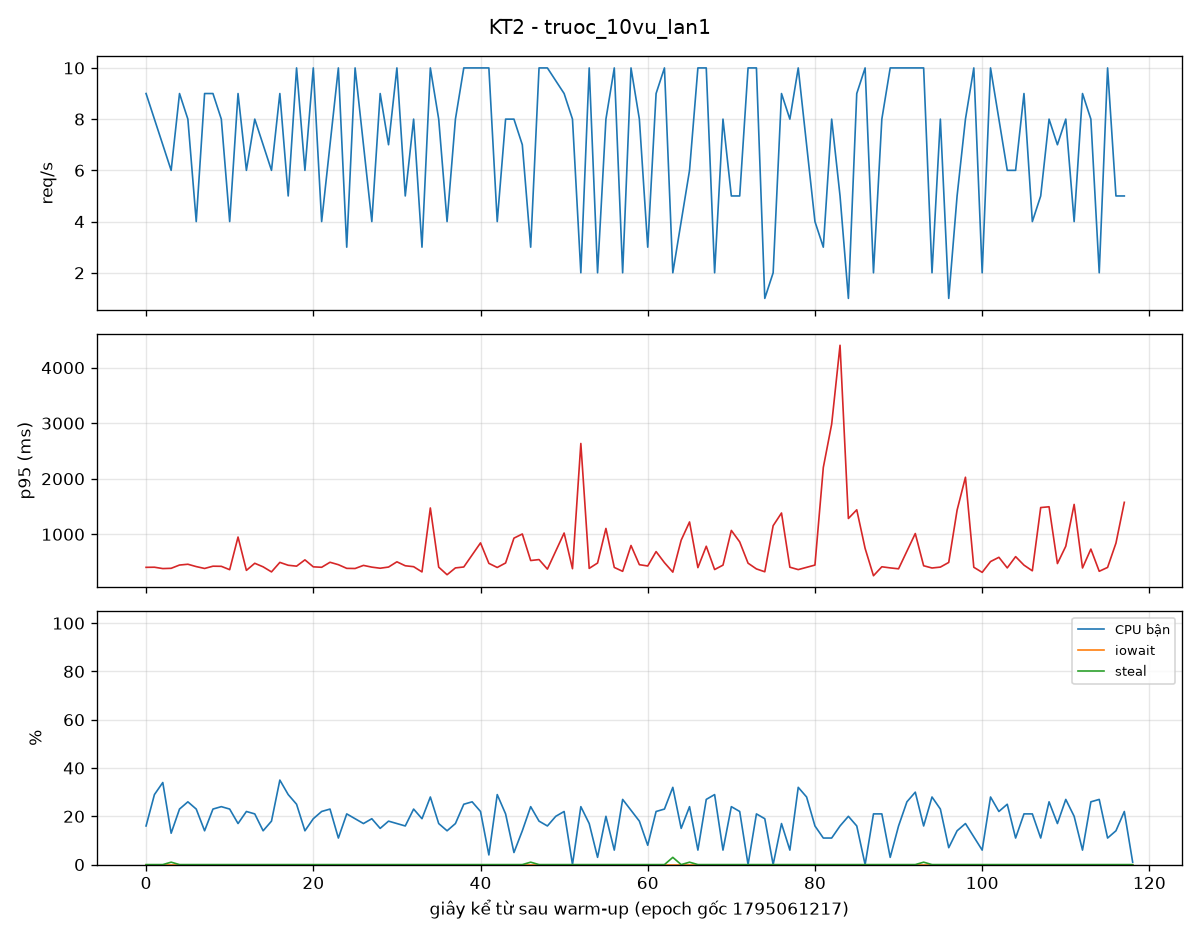 KT2 - truoc_10vu_lan1
10
8
6
4
2
req/s
4000
3000
2000
1000
p95 (ms)
100
80
60
40
20
0
%
CPU bận
iowait
steal
0 20 40 60 80 100 120
giây kể từ sau warm-up (epoch gốc 1795061217)